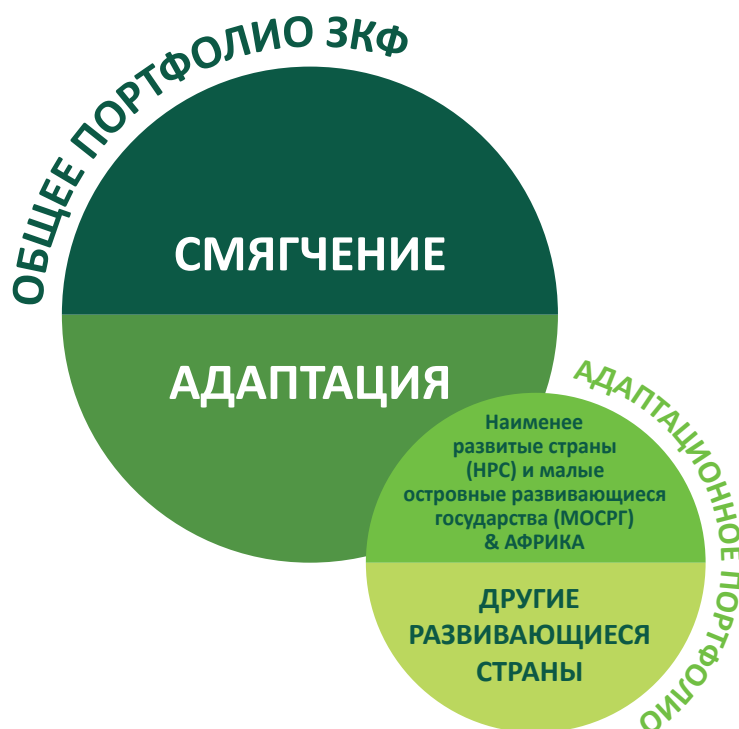 ОБЩЕЕ ПОРТФОЛИО ЗКФ
СМЯГЧЕНИЕ
АДАПТАЦИЯ
АДАПТАЦИОННОЕ ПОРТФОЛИО
Наименее
развитые страны
(НРС) и малые
островные развивающиеся
государства (МОСРГ)
& АФРИКА
ДРУГИЕ
РАЗВИВАЮЩИЕСЯ
СТРАНЫ